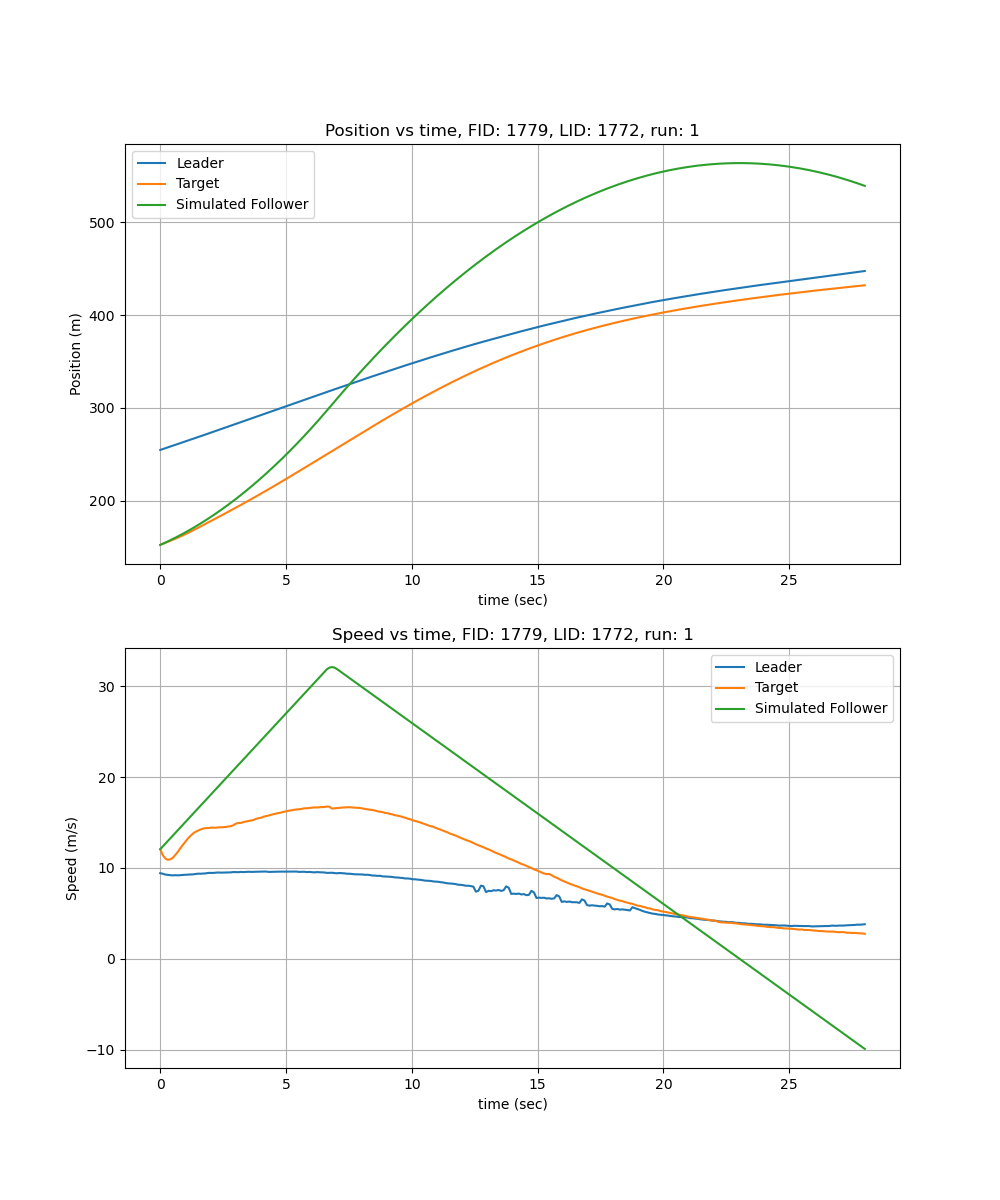 Position vs time, FID: 1779, LID: 1772, run: 1
Leader
Target
Simulated Follower
Position (m)
500
400
300
200
0 5 10 15 20 25
time (sec)
Speed vs time, FID: 1779, LID: 1772, run: 1
Leader
Target
Simulated Follower
Speed (m/s)
30
20
10
0
−10
0 5 10 15 20 25
time (sec)